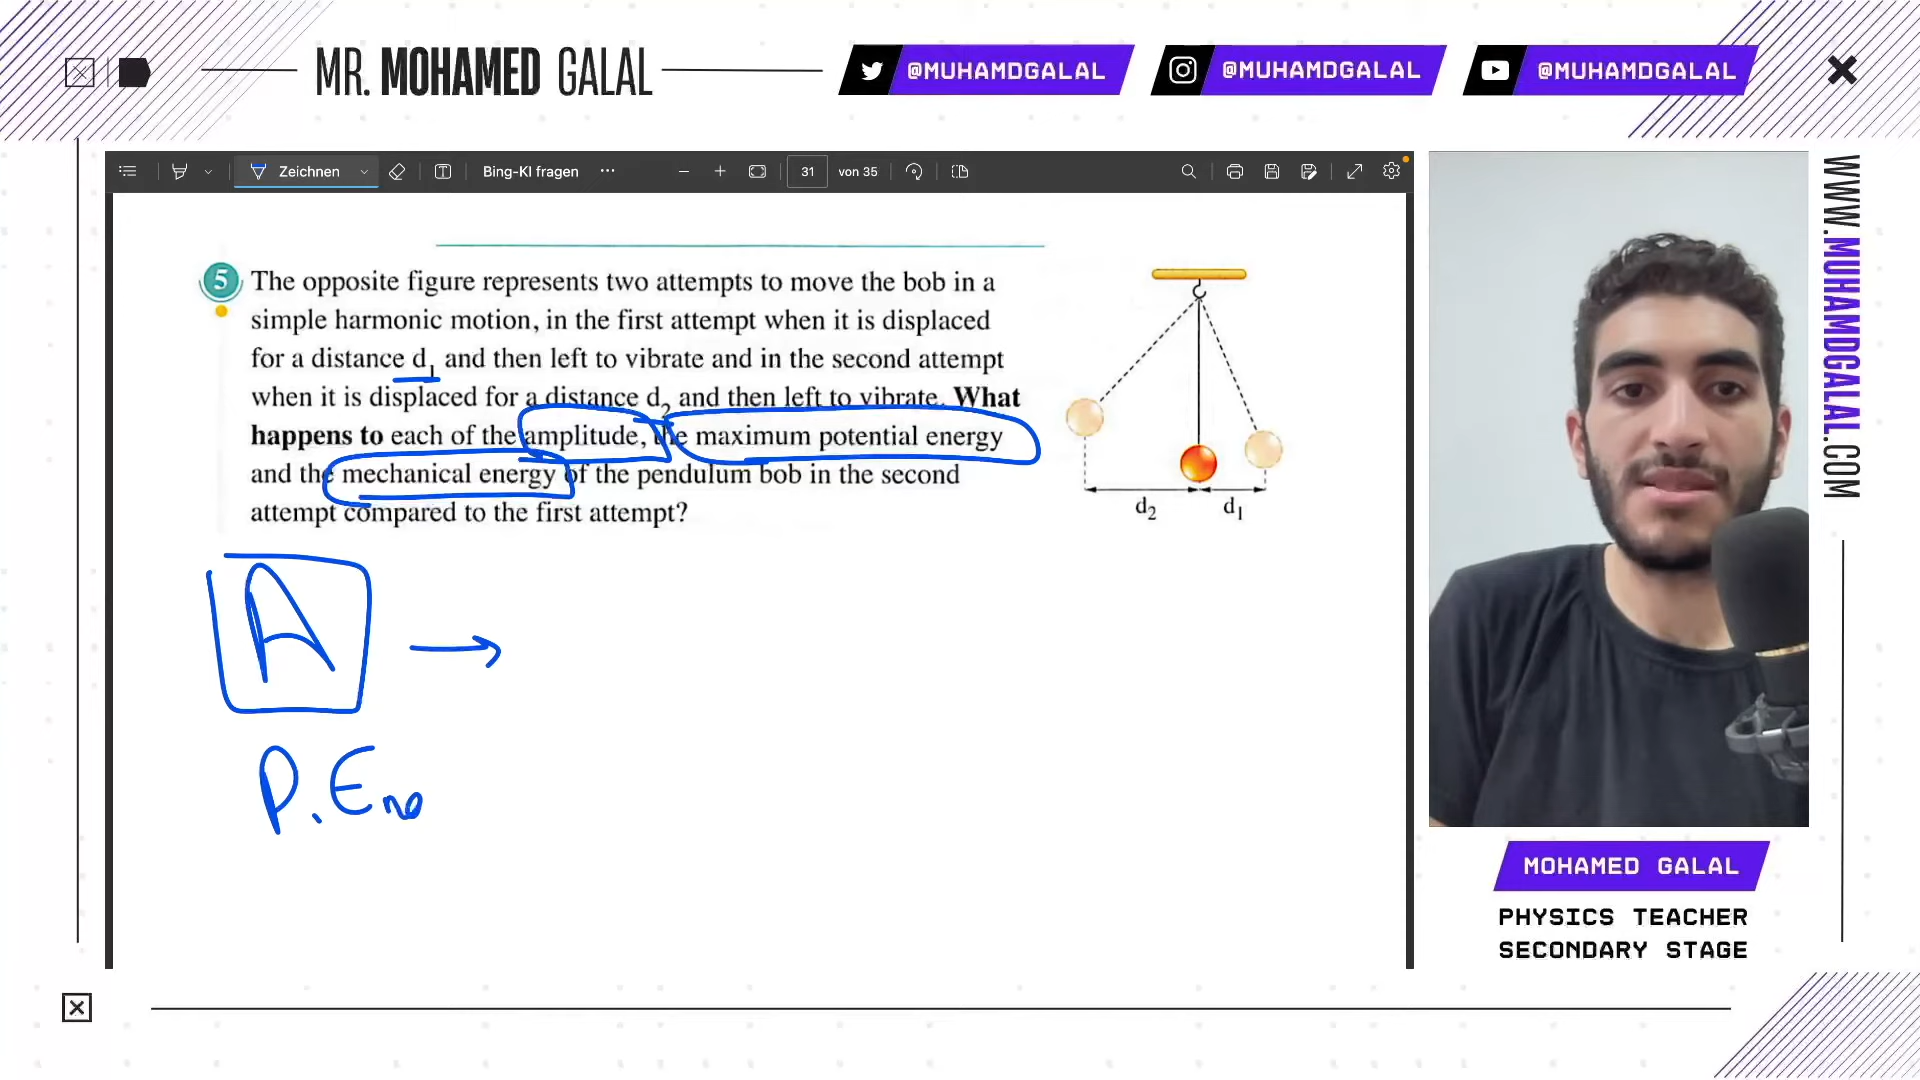 MR. MOHAMED GALAL
@MUHAMDGALAL
@MUHAMDGALAL
@MUHAMDGALAL
Zeichnen
Bing-KI fragen
31 von 35
5 The opposite figure represents two attempts to move the bob in a
simple harmonic motion, in the first attempt when it is displaced
for a distance d1 and then left to vibrate and in the second attempt
when it is displaced for a distance d2 and then left to vibrate. What
happens to each of the amplitude, the maximum potential energy
and the mechanical energy of the pendulum bob in the second
attempt compared to the first attempt?
d2 d1
A →
WWW.MUHAMDGALAL.COM
MOHAMED GALAL
PHYSICS TEACHER
SECONDARY STAGE